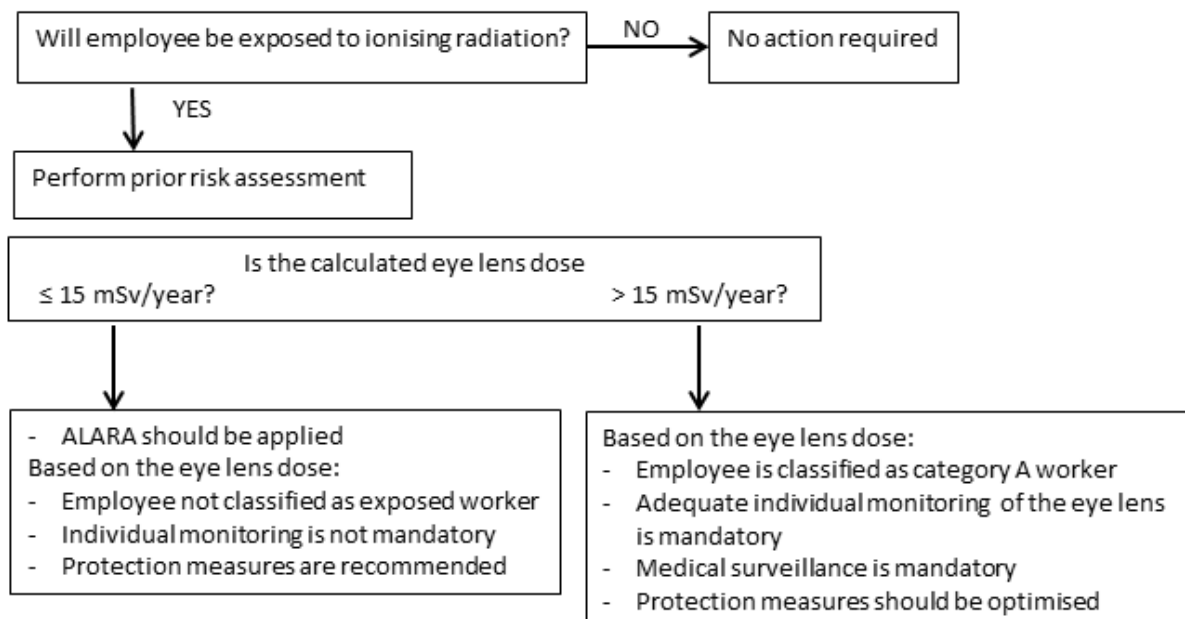 Will employee be exposed to ionising radiation?
NO
No action required
YES
Perform prior risk assessment
Is the calculated eye lens dose
≤ 15 mSv/year?
> 15 mSv/year?
- ALARA should be applied
Based on the eye lens dose:
- Employee not classified as exposed worker
- Individual monitoring is not mandatory
- Protection measures are recommended
Based on the eye lens dose:
- Employee is classified as category A worker
- Adequate individual monitoring of the eye lens
is mandatory
- Medical surveillance is mandatory
- Protection measures should be optimised